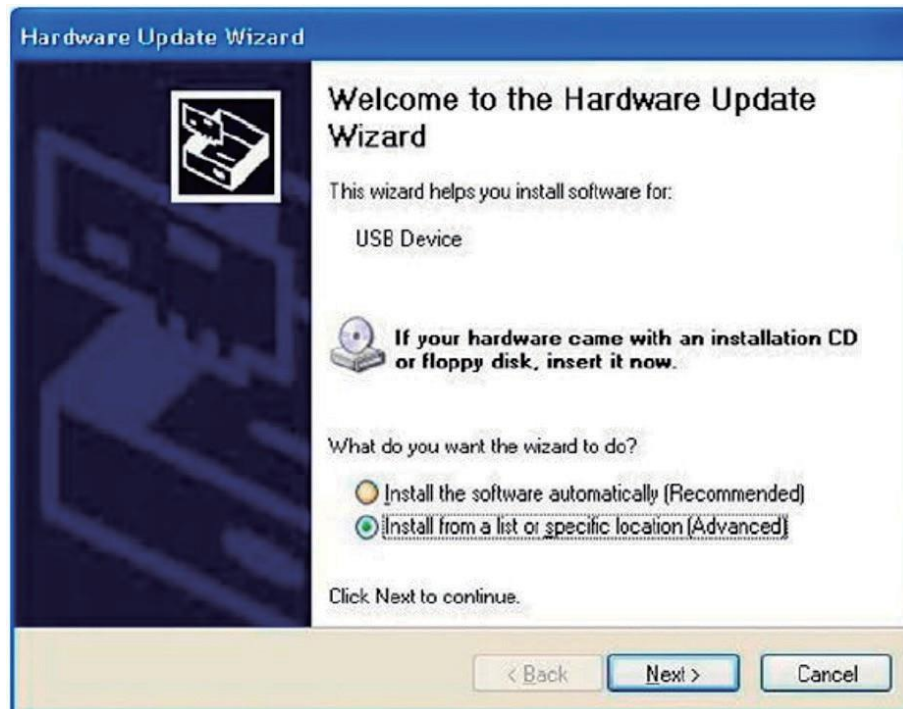 Hardware Update Wizard
Welcome to the Hardware Update
Wizard
This wizard helps you install software for:
USB Device
If your hardware came with an installation CD
or floppy disk, insert it now.
What do you want the wizard to do?
Install the software automatically (Recommended)
Install from a list or specific location (Advanced)
Click Next to continue.
< Back
Next >
Cancel